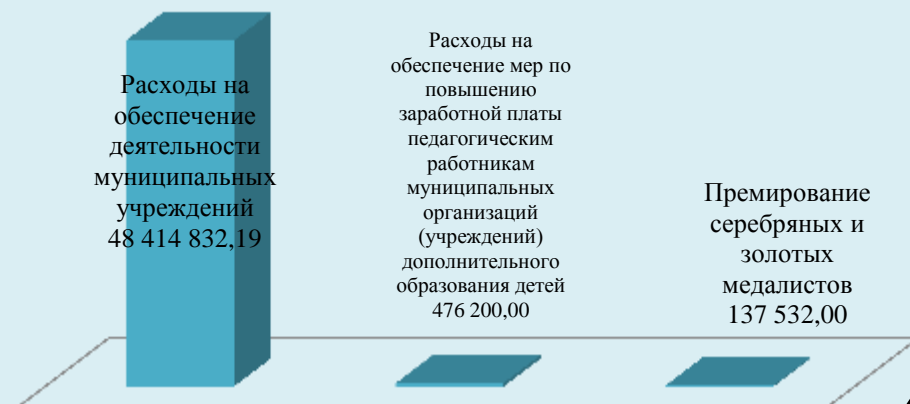 Расходы на
обеспечение
деятельности
муниципальных
учреждений
48 414 832,19
Расходы на
обеспечение мер по
повышению
заработной платы
педагогическим
работникам
муниципальных
организаций
(учреждений)
дополнительного
образования детей
476 200,00
Премирование
серебряных и
золотых
медалистов
137 532,00